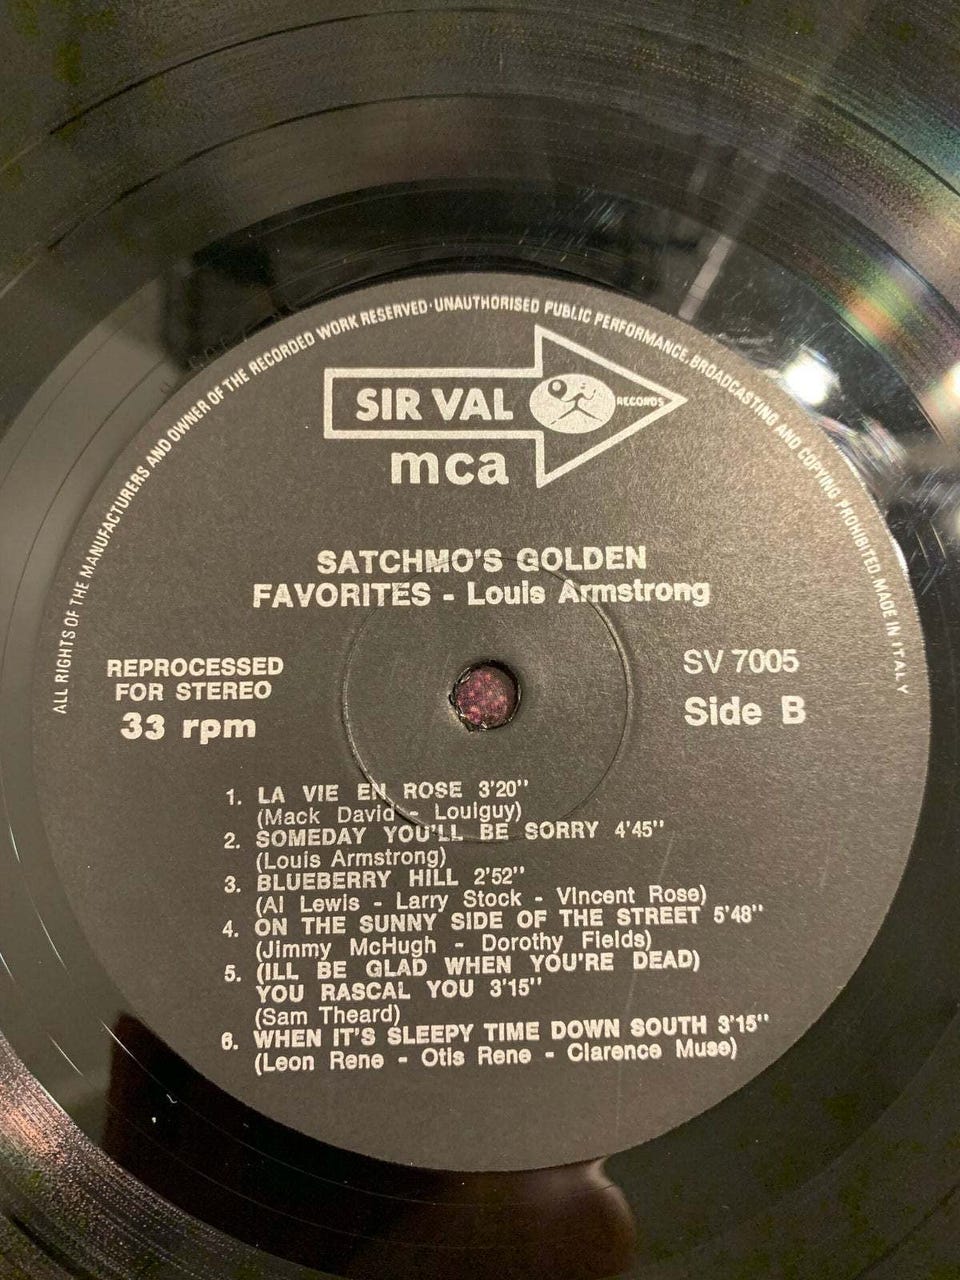 ALL RIGHTS OF THE MANUFACTURERS AND OWNER OF THE RECORDED WORK RESERVED · UNAUTHORISED PUBLIC PERFORMANCE, BROADCASTING AND COPYING PROHIBITED. MADE IN ITALY
SIR VAL RECORDS
mca
SATCHMO'S GOLDEN
FAVORITES - Louis Armstrong
REPROCESSED
FOR STEREO
33 rpm
SV 7005
Side B
1. LA VIE EN ROSE 3'20"
(Mack David - Louiguy)
2. SOMEDAY YOU'LL BE SORRY 4'45"
(Louis Armstrong)
3. BLUEBERRY HILL 2'52"
(Al Lewis - Larry Stock - Vincent Rose)
4. ON THE SUNNY SIDE OF THE STREET 5'48"
(Jimmy McHugh - Dorothy Fields)
5. (ILL BE GLAD WHEN YOU'RE DEAD)
YOU RASCAL YOU 3'15"
(Sam Theard)
6. WHEN IT'S SLEEPY TIME DOWN SOUTH 3'15"
(Leon Rene - Otis Rene - Clarence Muse)